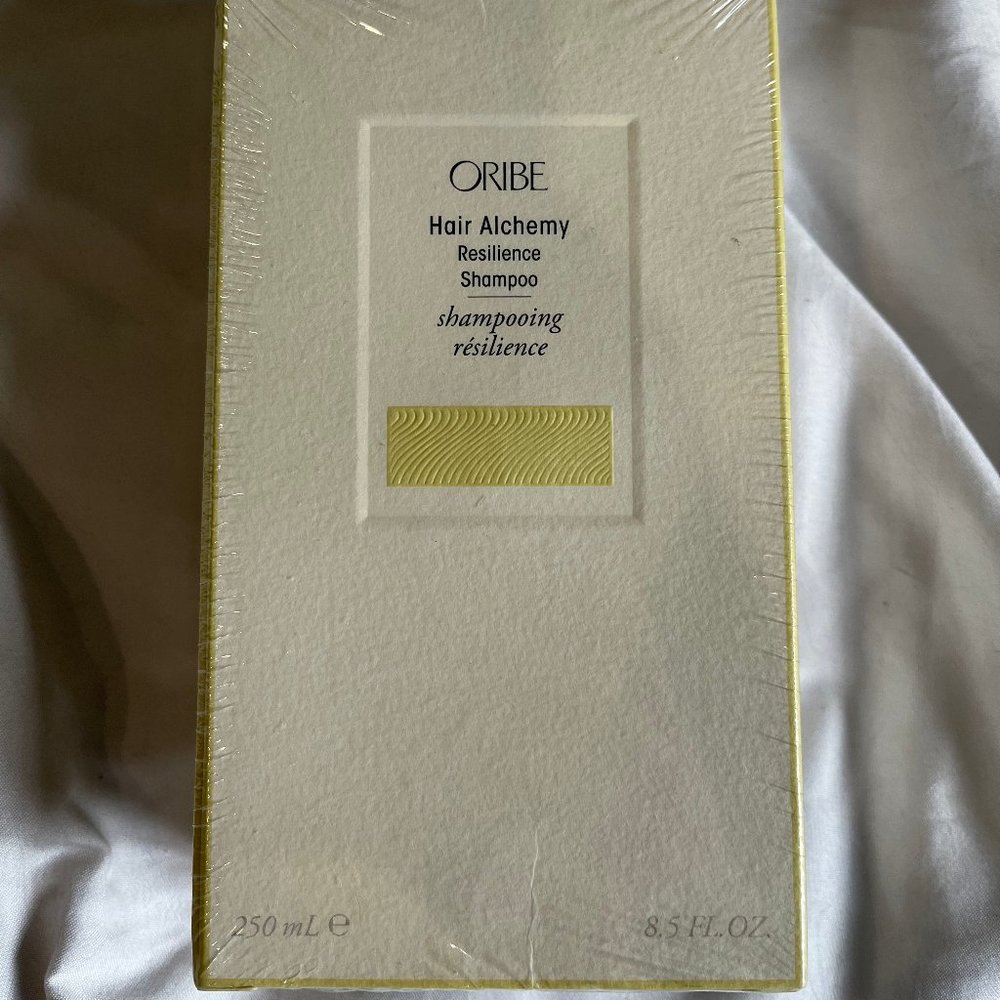 ORIBE
Hair Alchemy
Resilience
Shampoo
shampooing
résilience
250 mL ℮
8.5 FL.OZ.